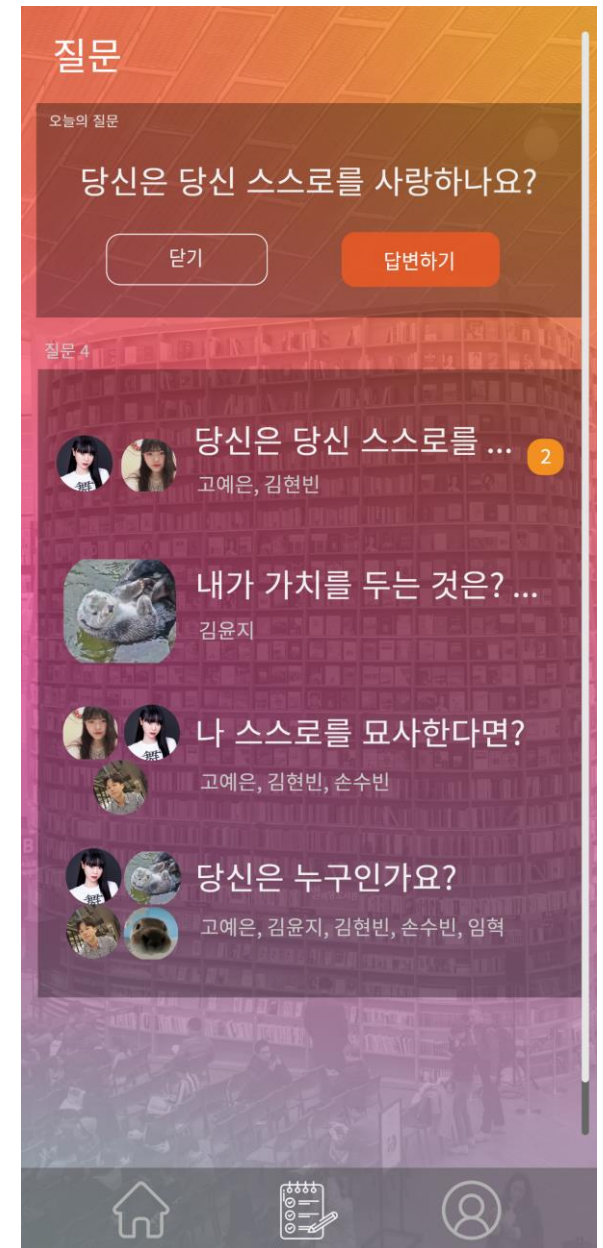 질문
오늘의 질문
당신은 당신 스스로를 사랑하나요?
닫기
답변하기
질문 4
당신은 당신 스스로를 ...
2
고예은, 김현빈
내가 가치를 두는 것은? ...
김윤지
나 스스로를 묘사한다면?
고예은, 김현빈, 손수빈
당신은 누구인가요?
고예은, 김윤지, 김현빈, 손수빈, 임혁